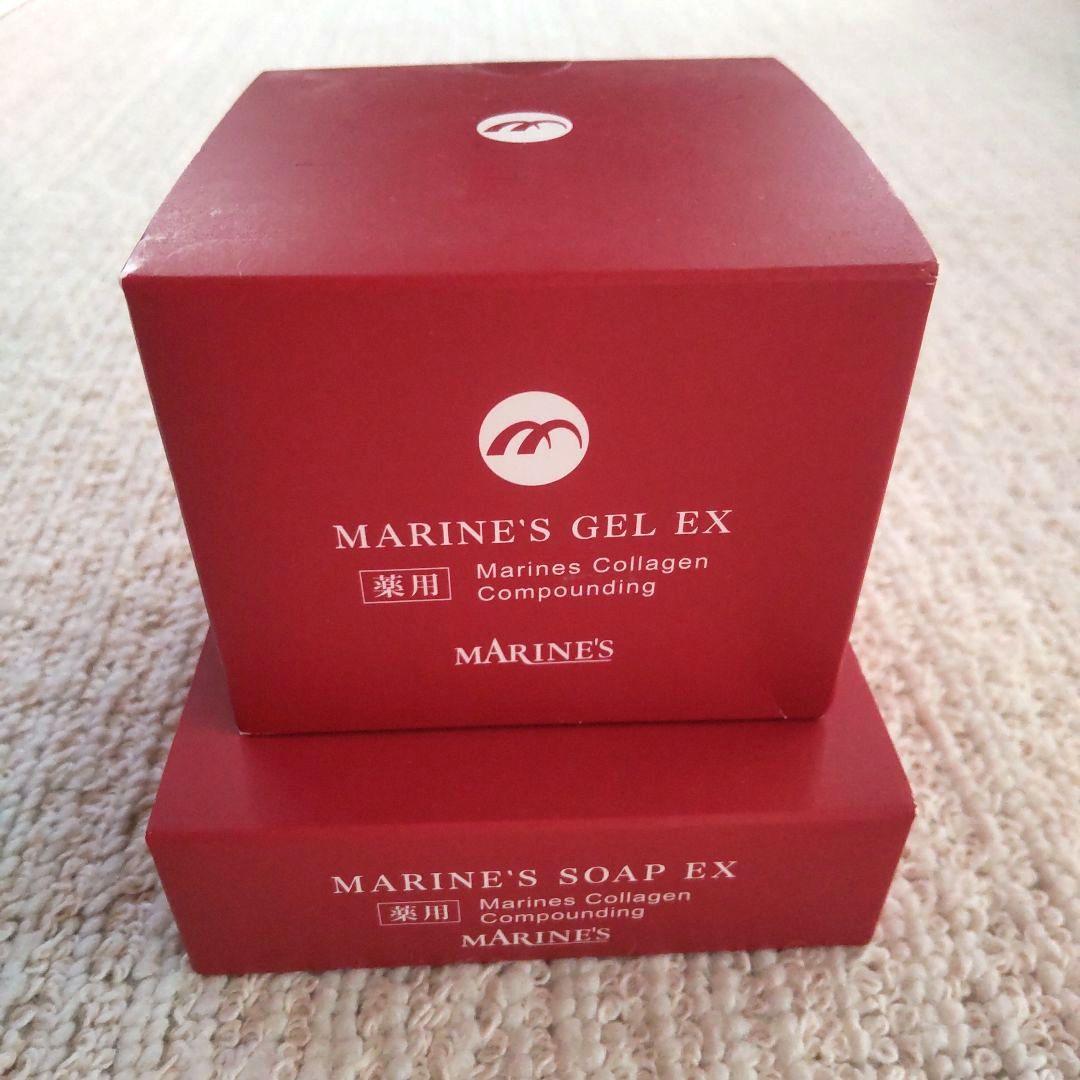 MARINE'S GEL EX
薬用 Marines Collagen
Compounding
MARINE'S
MARINE'S SOAP EX
薬用 Marines Collagen
Compounding
MARINE'S